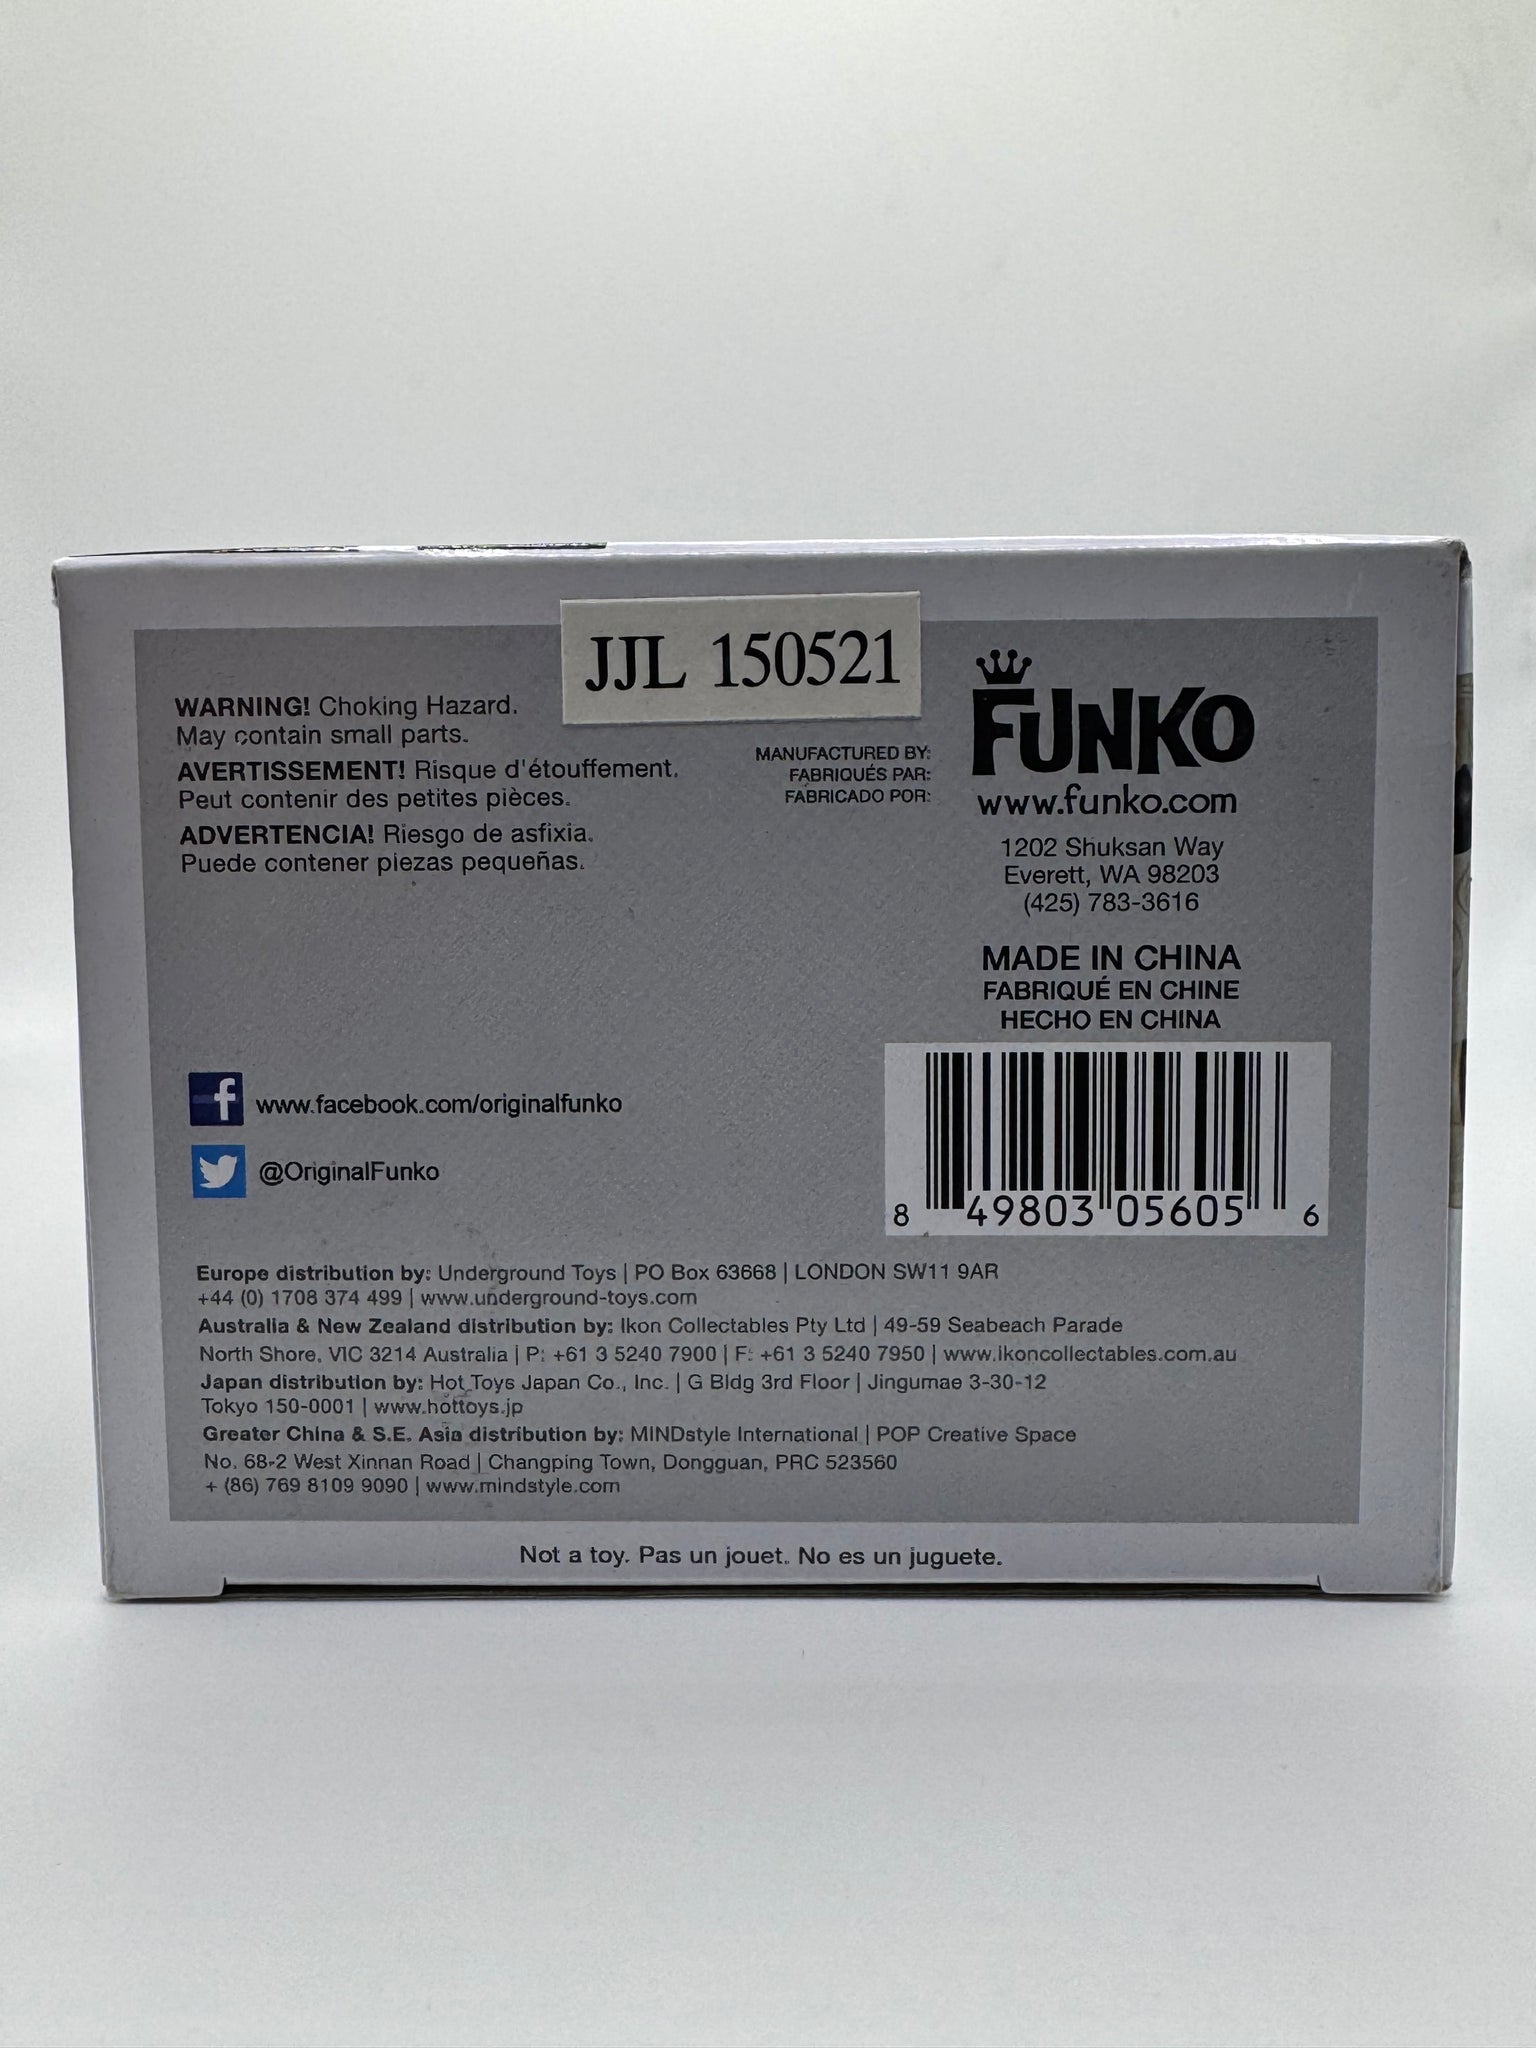 JJL 150521
WARNING! Choking Hazard.
May contain small parts.
AVERTISSEMENT! Risque d'étouffement.
Peut contenir des petites pièces.
ADVERTENCIA! Riesgo de asfixia.
Puede contener piezas pequeñas.
MANUFACTURED BY:
FABRIQUÉS PAR:
FABRICADO POR:
FUNKO
www.funko.com
1202 Shuksan Way
Everett, WA 98203
(425) 783-3616
MADE IN CHINA
FABRIQUÉ EN CHINE
HECHO EN CHINA
f www.facebook.com/originalfunko
@OriginalFunko
8 49803 05605 6
Europe distribution by: Underground Toys | PO Box 63668 | LONDON SW11 9AR
+44 (0) 1708 374 499 | www.underground-toys.com
Australia & New Zealand distribution by: Ikon Collectables Pty Ltd | 49-59 Seabeach Parade
North Shore, VIC 3214 Australia | P: +61 3 5240 7900 | F: +61 3 5240 7950 | www.ikoncollectables.com.au
Japan distribution by: Hot Toys Japan Co., Inc. | G Bldg 3rd Floor | Jingumae 3-30-12
Tokyo 150-0001 | www.hottoys.jp
Greater China & S.E. Asia distribution by: MINDstyle International | POP Creative Space
No. 68-2 West Xinnan Road | Changping Town, Dongguan, PRC 523560
+ (86) 769 8109 9090 | www.mindstyle.com
Not a toy. Pas un jouet. No es un juguete.